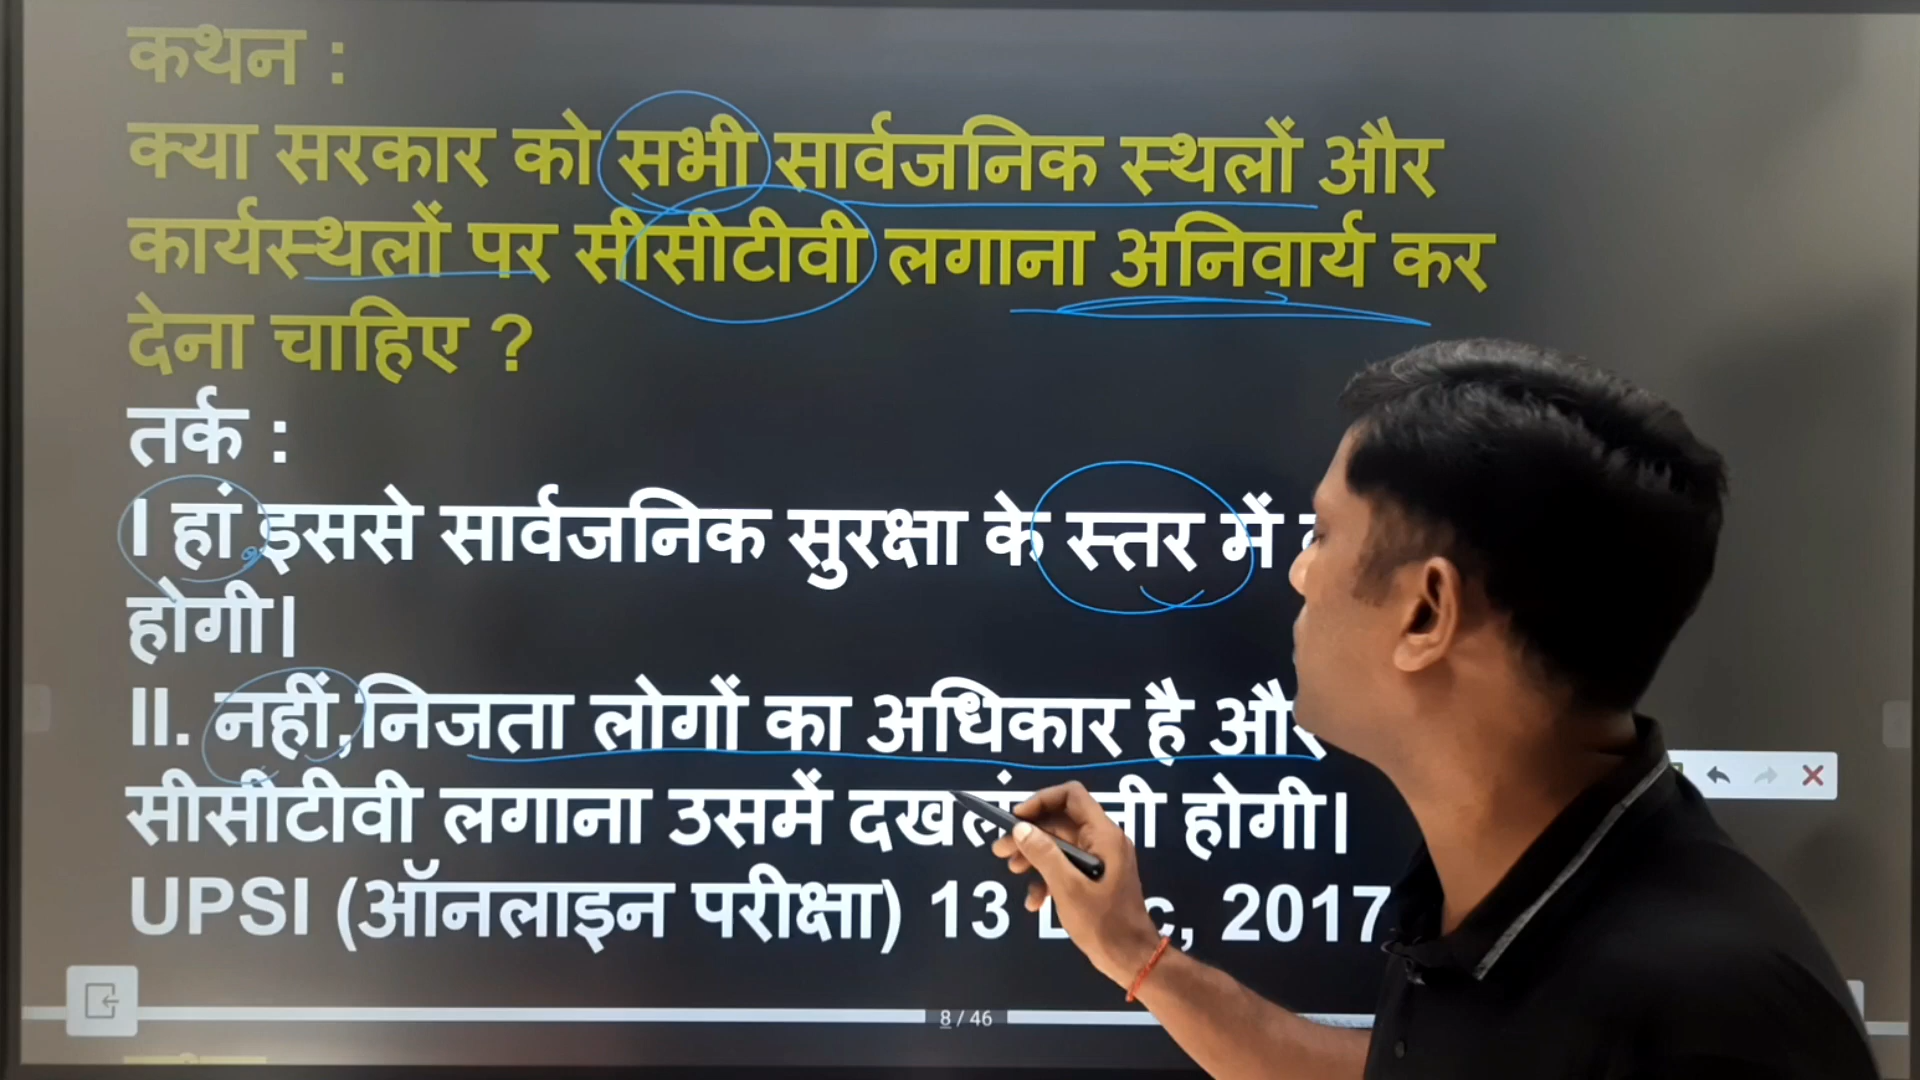 कथन :
क्या सरकार को सभी सार्वजनिक स्थलों और
कार्यस्थलों पर सीसीटीवी लगाना अनिवार्य कर
देना चाहिए ?
तर्क :
I हां,इससे सार्वजनिक सुरक्षा के स्तर में
होगी।
II. नहीं,निजता लोगों का अधिकार है और
सीसीटीवी लगाना उसमें होगी।
UPSI (ऑनलाइन परीक्षा) 13 2017
8 / 46